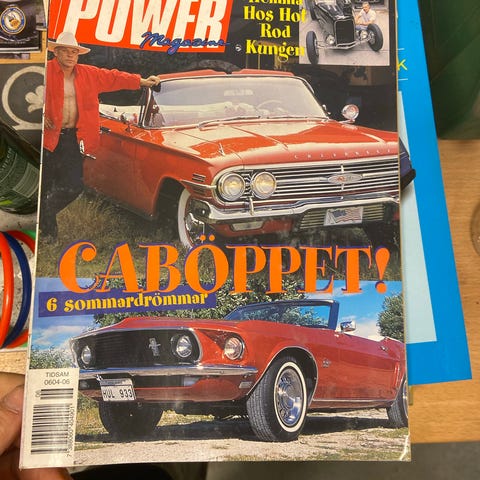 POWER
Magazine
Hemma
Hos Hot
Rod
Kungen
CHEVROLET
CABÖPPET!
6 sommardrömmar
TIDSAM
0604-06
HUL 933